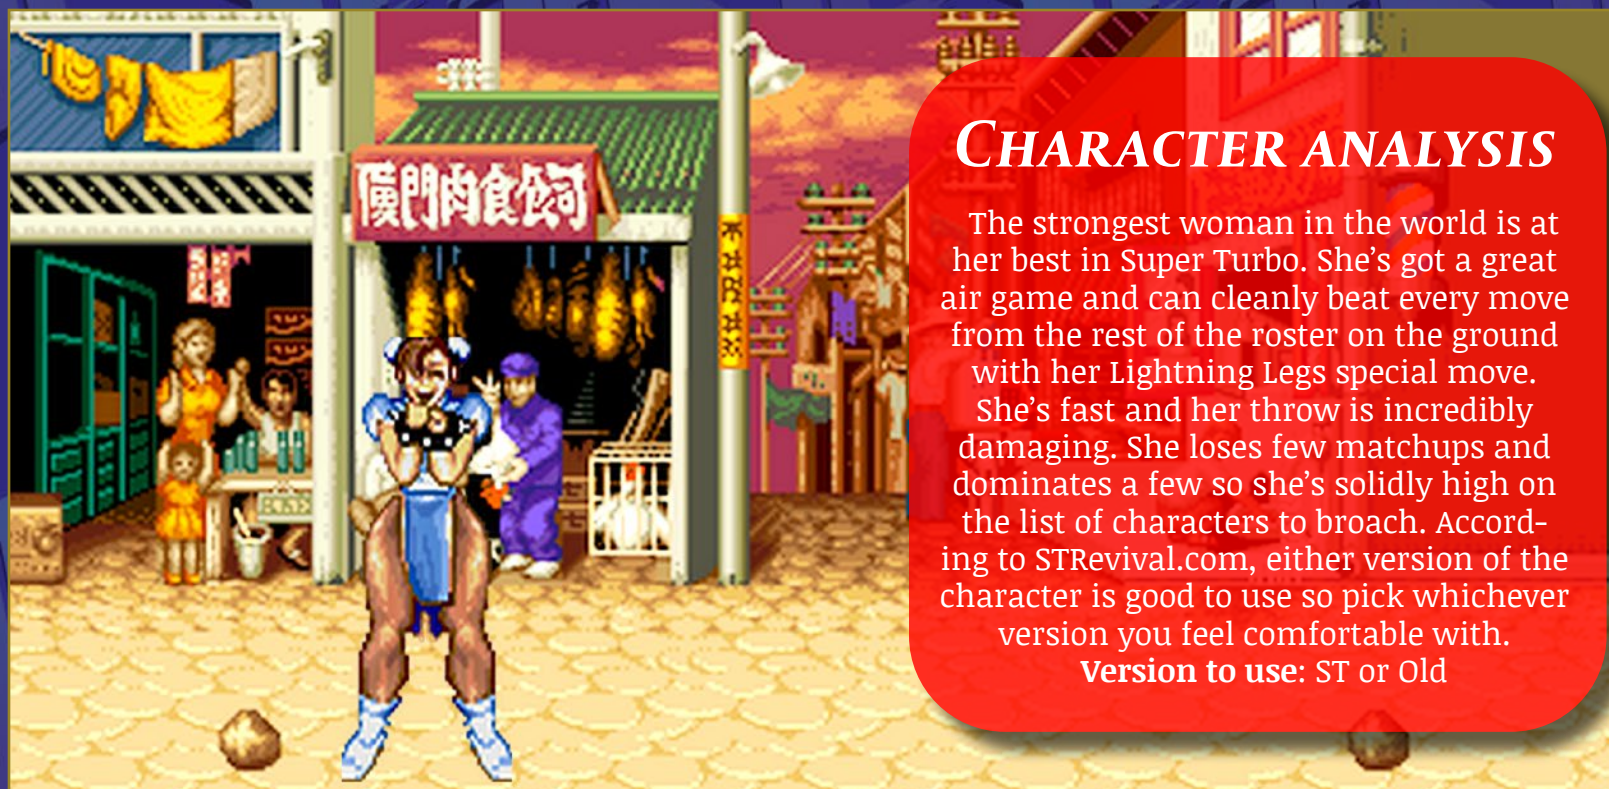 CHARACTER ANALYSIS
The strongest woman in the world is at
her best in Super Turbo. She's got a great
air game and can cleanly beat every move
from the rest of the roster on the ground
with her Lightning Legs special move.
She's fast and her throw is incredibly
damaging. She loses few matchups and
dominates a few so she's solidly high on
the list of characters to broach. Accord-
ing to STRevival.com, either version of the
character is good to use so pick whichever
version you feel comfortable with.
Version to use: ST or Old